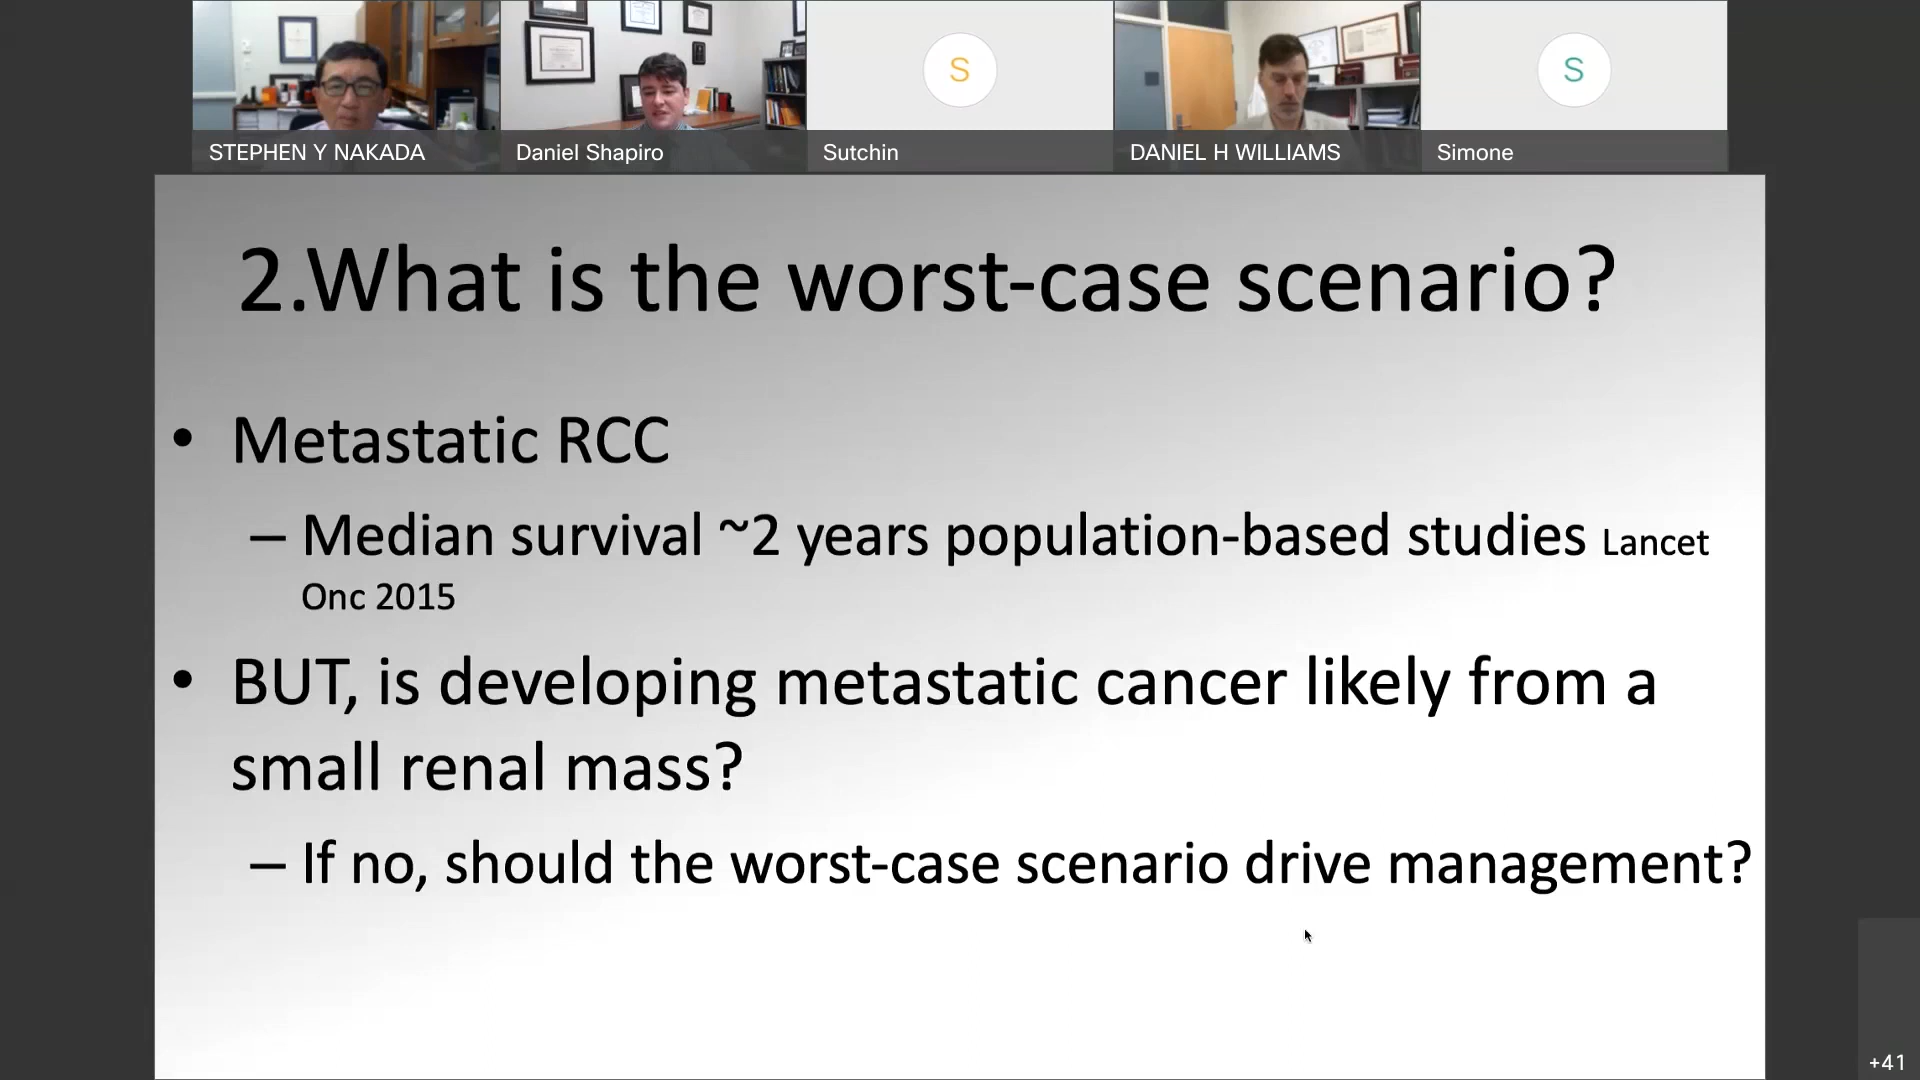 S
S
STEPHEN Y NAKADA
Daniel Shapiro
Sutchin
DANIEL H WILLIAMS
Simone
2.What is the worst-case scenario?
• Metastatic RCC
– Median survival ~2 years population-based studies Lancet
Onc 2015
• BUT, is developing metastatic cancer likely from a
small renal mass?
– If no, should the worst-case scenario drive management?
+41